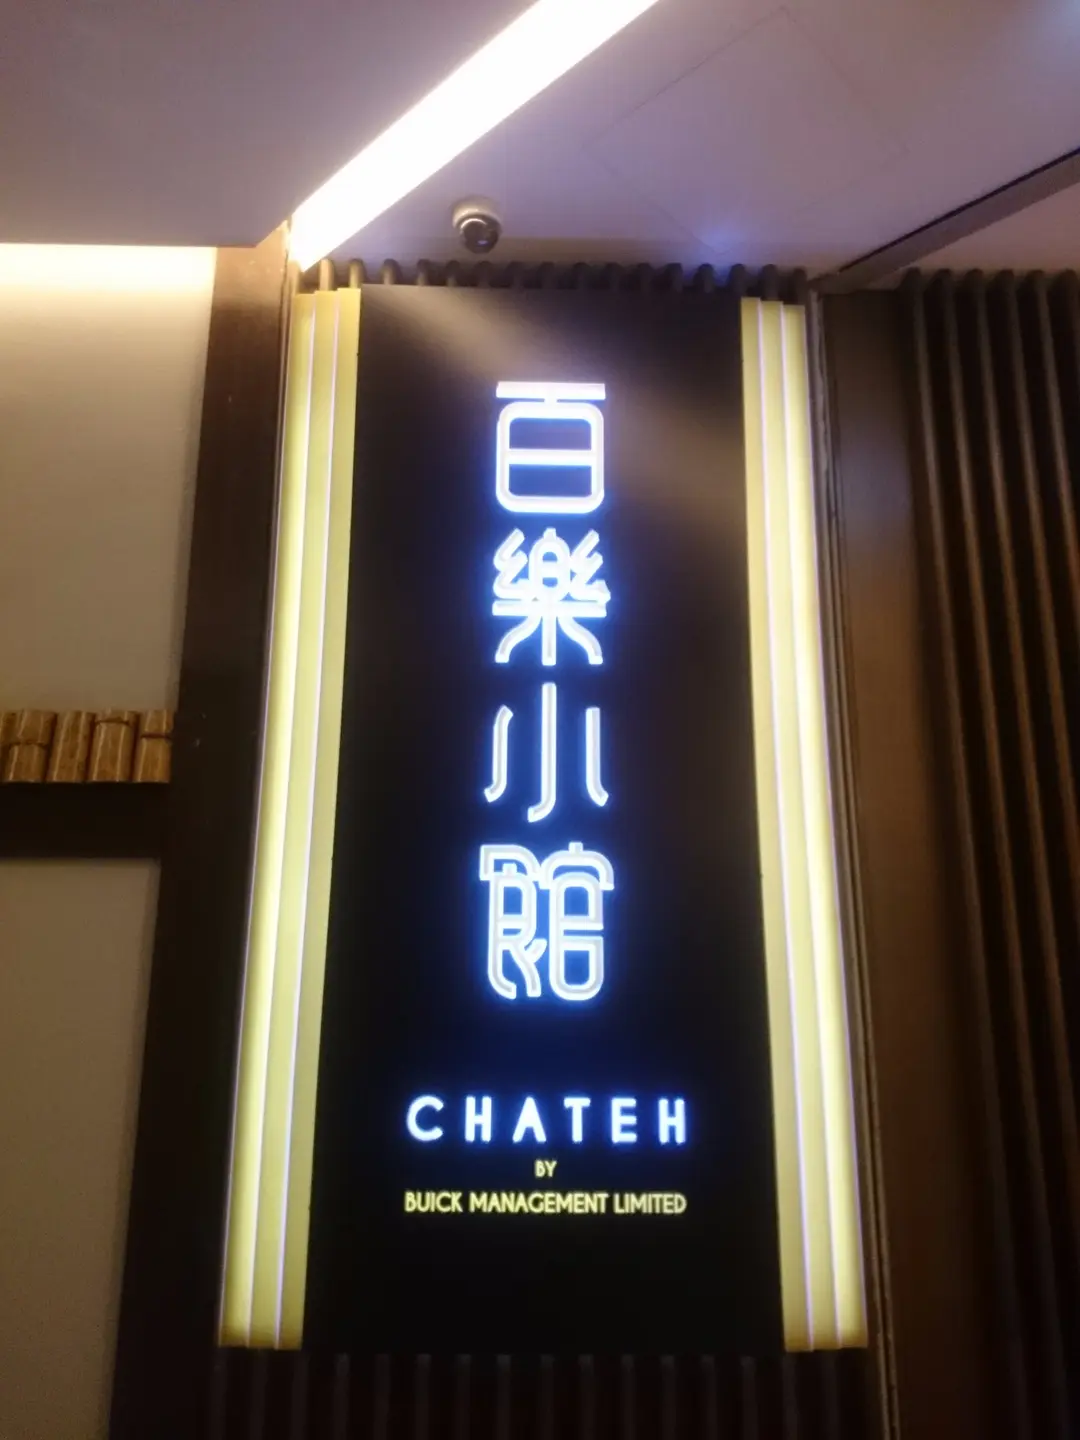 百樂小館
CHATEH
BY
BUICK MANAGEMENT LIMITED